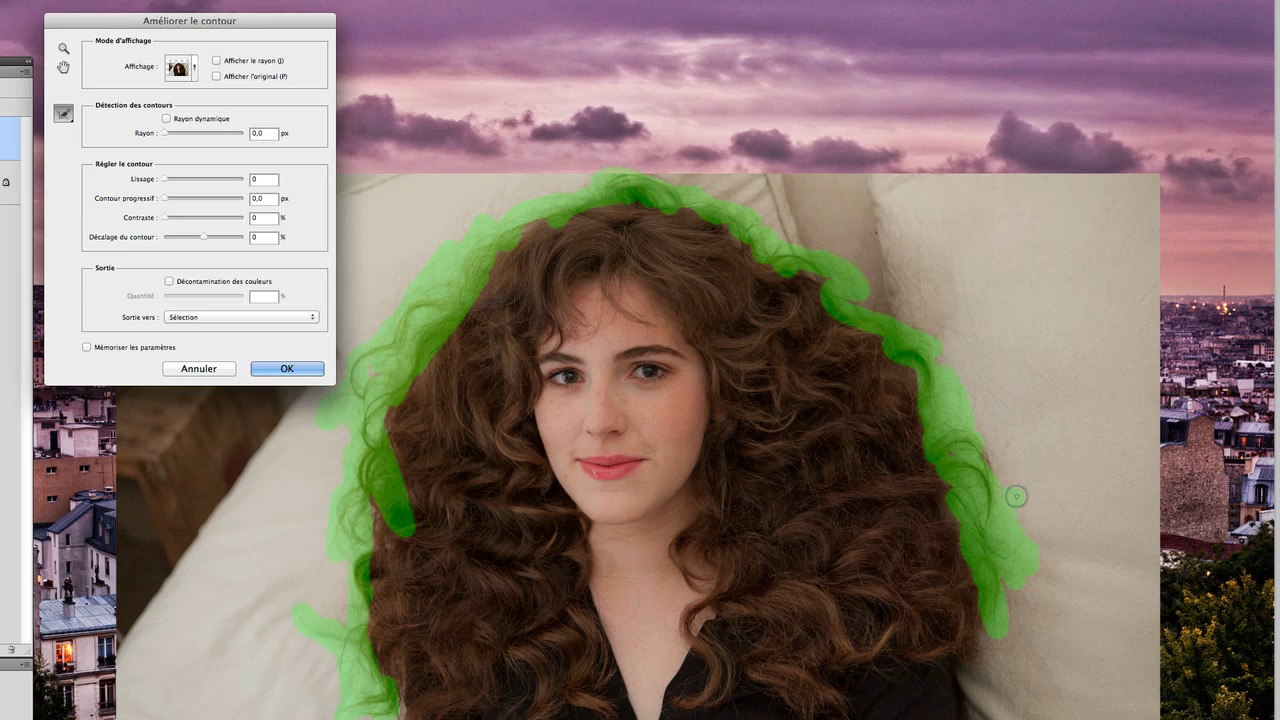 Améliorer le contour
Mode d'affichage
Affichage :
Afficher le rayon (J)
Afficher l'original (P)
Détection des contours
Rayon dynamique
Rayon : 0,0 px
Régler le contour
Lissage : 0
Contour progressif : 0,0 px
Contraste : 0 %
Décalage du contour : 0 %
Sortie
Décontamination des couleurs
Quantité : %
Sortie vers : Sélection
Mémoriser les paramètres
Annuler OK